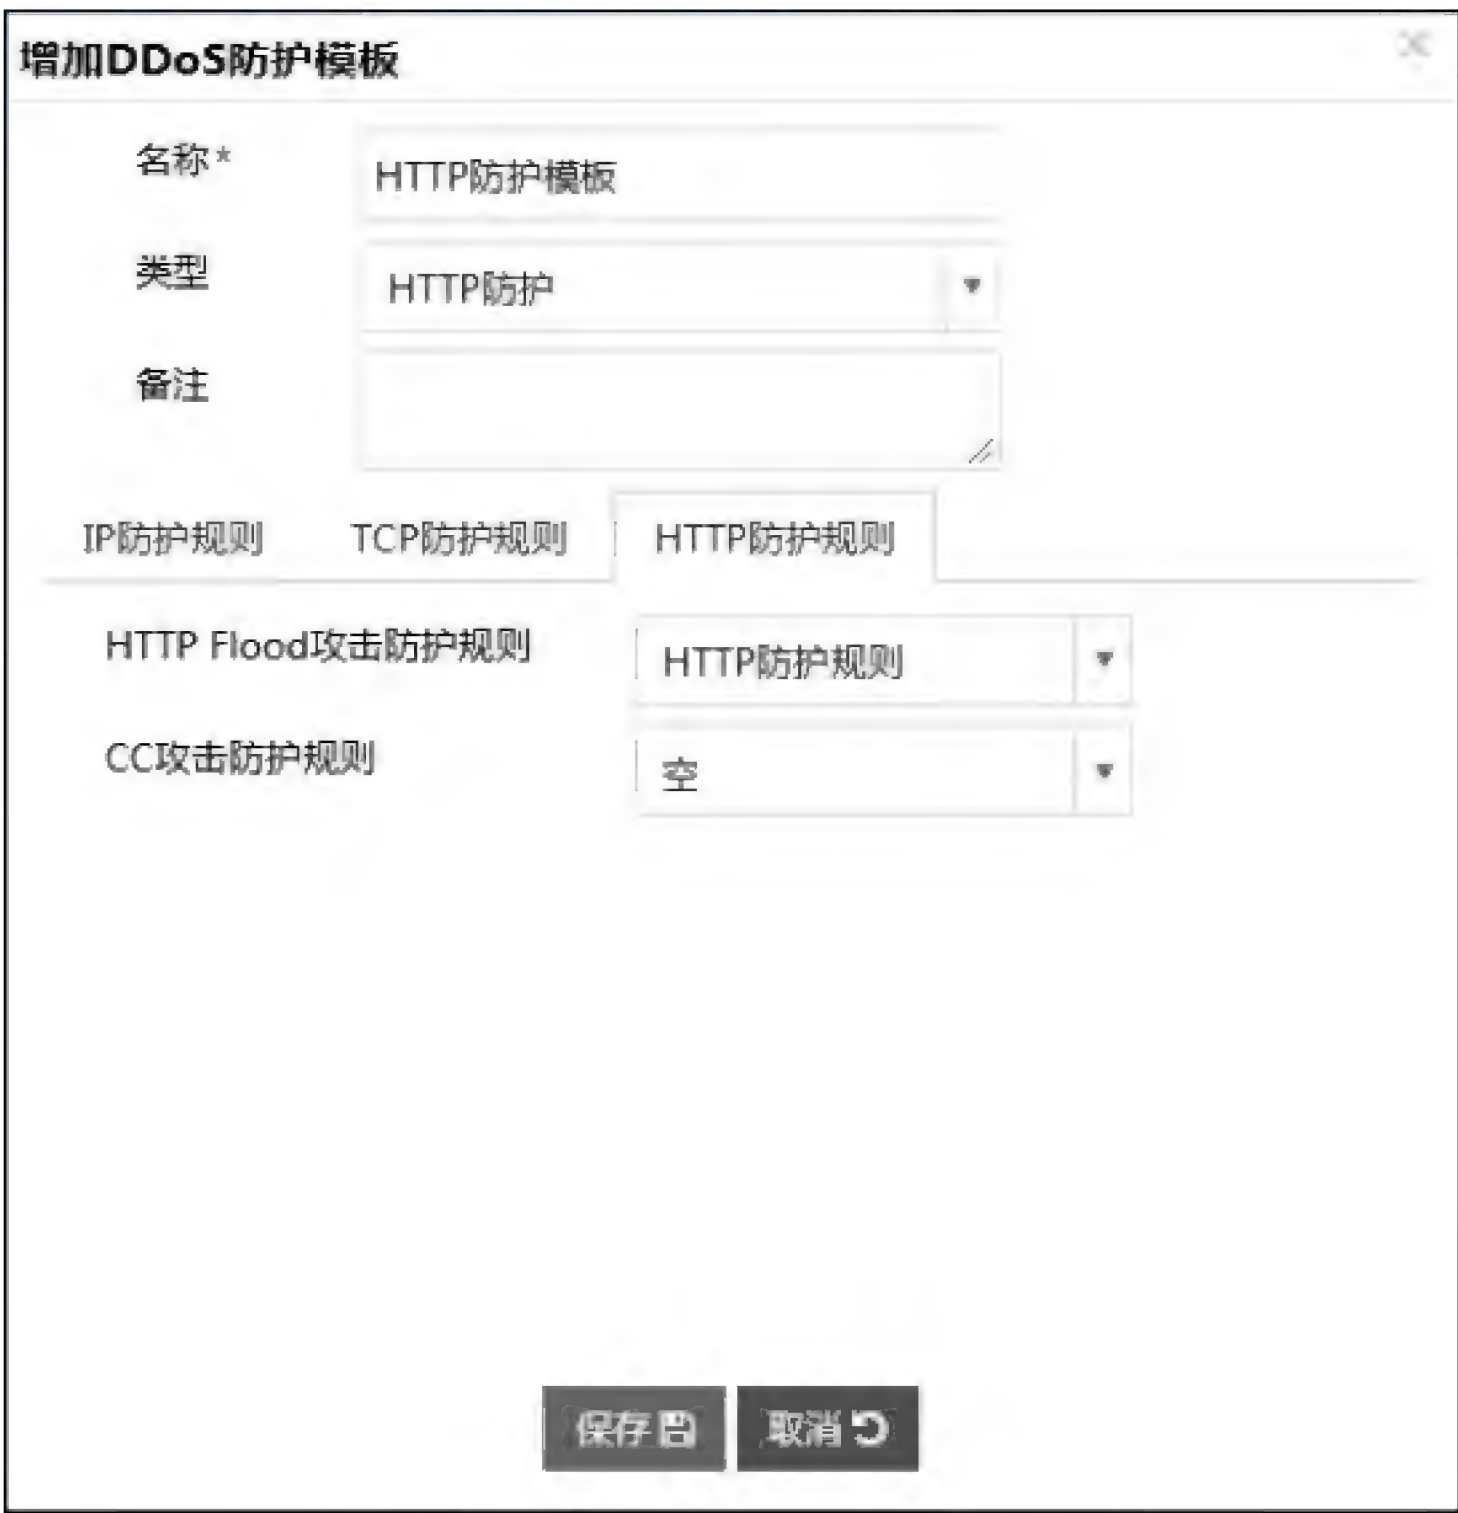 增加DDoS防护模板
名称*
HTTP防护模板
类型
HTTP防护
备注
IP防护规则 TCP防护规则 HTTP防护规则
HTTP Flood攻击防护规则
HTTP防护规则
CC攻击防护规则
空
保存 取消